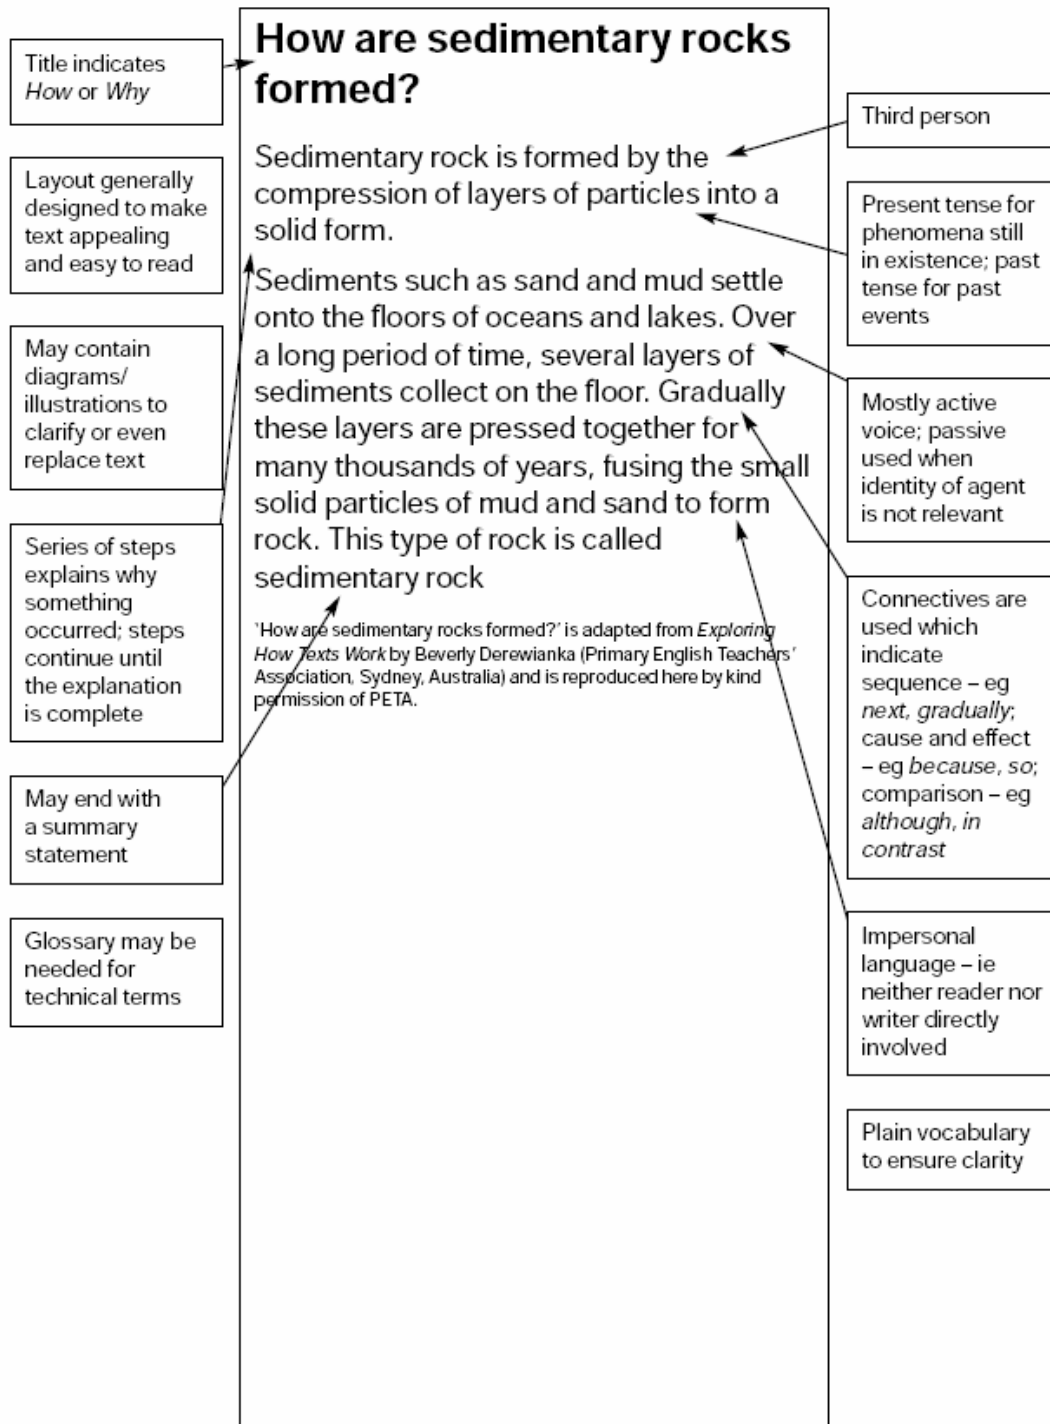 How are sedimentary rocks
formed?
Sedimentary rock is formed by the
compression of layers of particles into a
solid form.
Sediments such as sand and mud settle
onto the floors of oceans and lakes. Over
a long period of time, several layers of
sediments collect on the floor. Gradually
these layers are pressed together for
many thousands of years, fusing the small
solid particles of mud and sand to form
rock. This type of rock is called
sedimentary rock
‘How are sedimentary rocks formed?’ is adapted from Exploring
How Texts Work by Beverly Derewianka (Primary English Teachers’
Association, Sydney, Australia) and is reproduced here by kind
permission of PETA.
Title indicates
How or Why
Layout generally
designed to make
text appealing
and easy to read
May contain
diagrams/
illustrations to
clarify or even
replace text
Series of steps
explains why
something
occurred; steps
continue until
the explanation
is complete
May end with
a summary
statement
Glossary may be
needed for
technical terms
Third person
Present tense for
phenomena still
in existence; past
tense for past
events
Mostly active
voice; passive
used when
identity of agent
is not relevant
Connectives are
used which
indicate
sequence – eg
next, gradually;
cause and effect
– eg because, so;
comparison – eg
although, in
contrast
Impersonal
language – ie
neither reader nor
writer directly
involved
Plain vocabulary
to ensure clarity